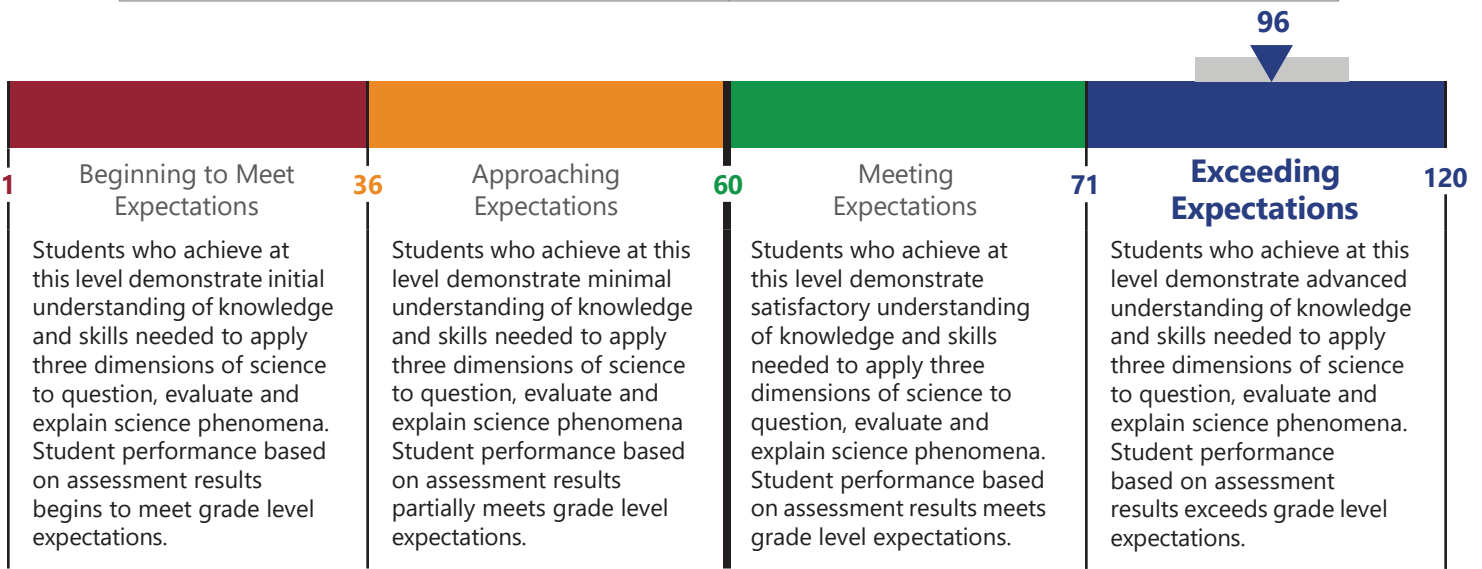 96
1
Beginning to Meet
Expectations
36
Approaching
Expectations
60
Meeting
Expectations
71
Exceeding
Expectations
120
Students who achieve at
this level demonstrate initial
understanding of knowledge
and skills needed to apply
three dimensions of science
to question, evaluate and
explain science phenomena.
Student performance based
on assessment results
begins to meet grade level
expectations.
Students who achieve at this
level demonstrate minimal
understanding of knowledge
and skills needed to apply
three dimensions of science
to question, evaluate and
explain science phenomena
Student performance based
on assessment results
partially meets grade level
expectations.
Students who achieve at
this level demonstrate
satisfactory understanding
of knowledge and skills
needed to apply three
dimensions of science to
question, evaluate and
explain science phenomena.
Student performance based
on assessment results meets
grade level expectations.
Students who achieve at this
level demonstrate advanced
understanding of knowledge
and skills needed to apply
three dimensions of science
to question, evaluate and
explain science phenomena.
Student performance
based on assessment
results exceeds grade level
expectations.